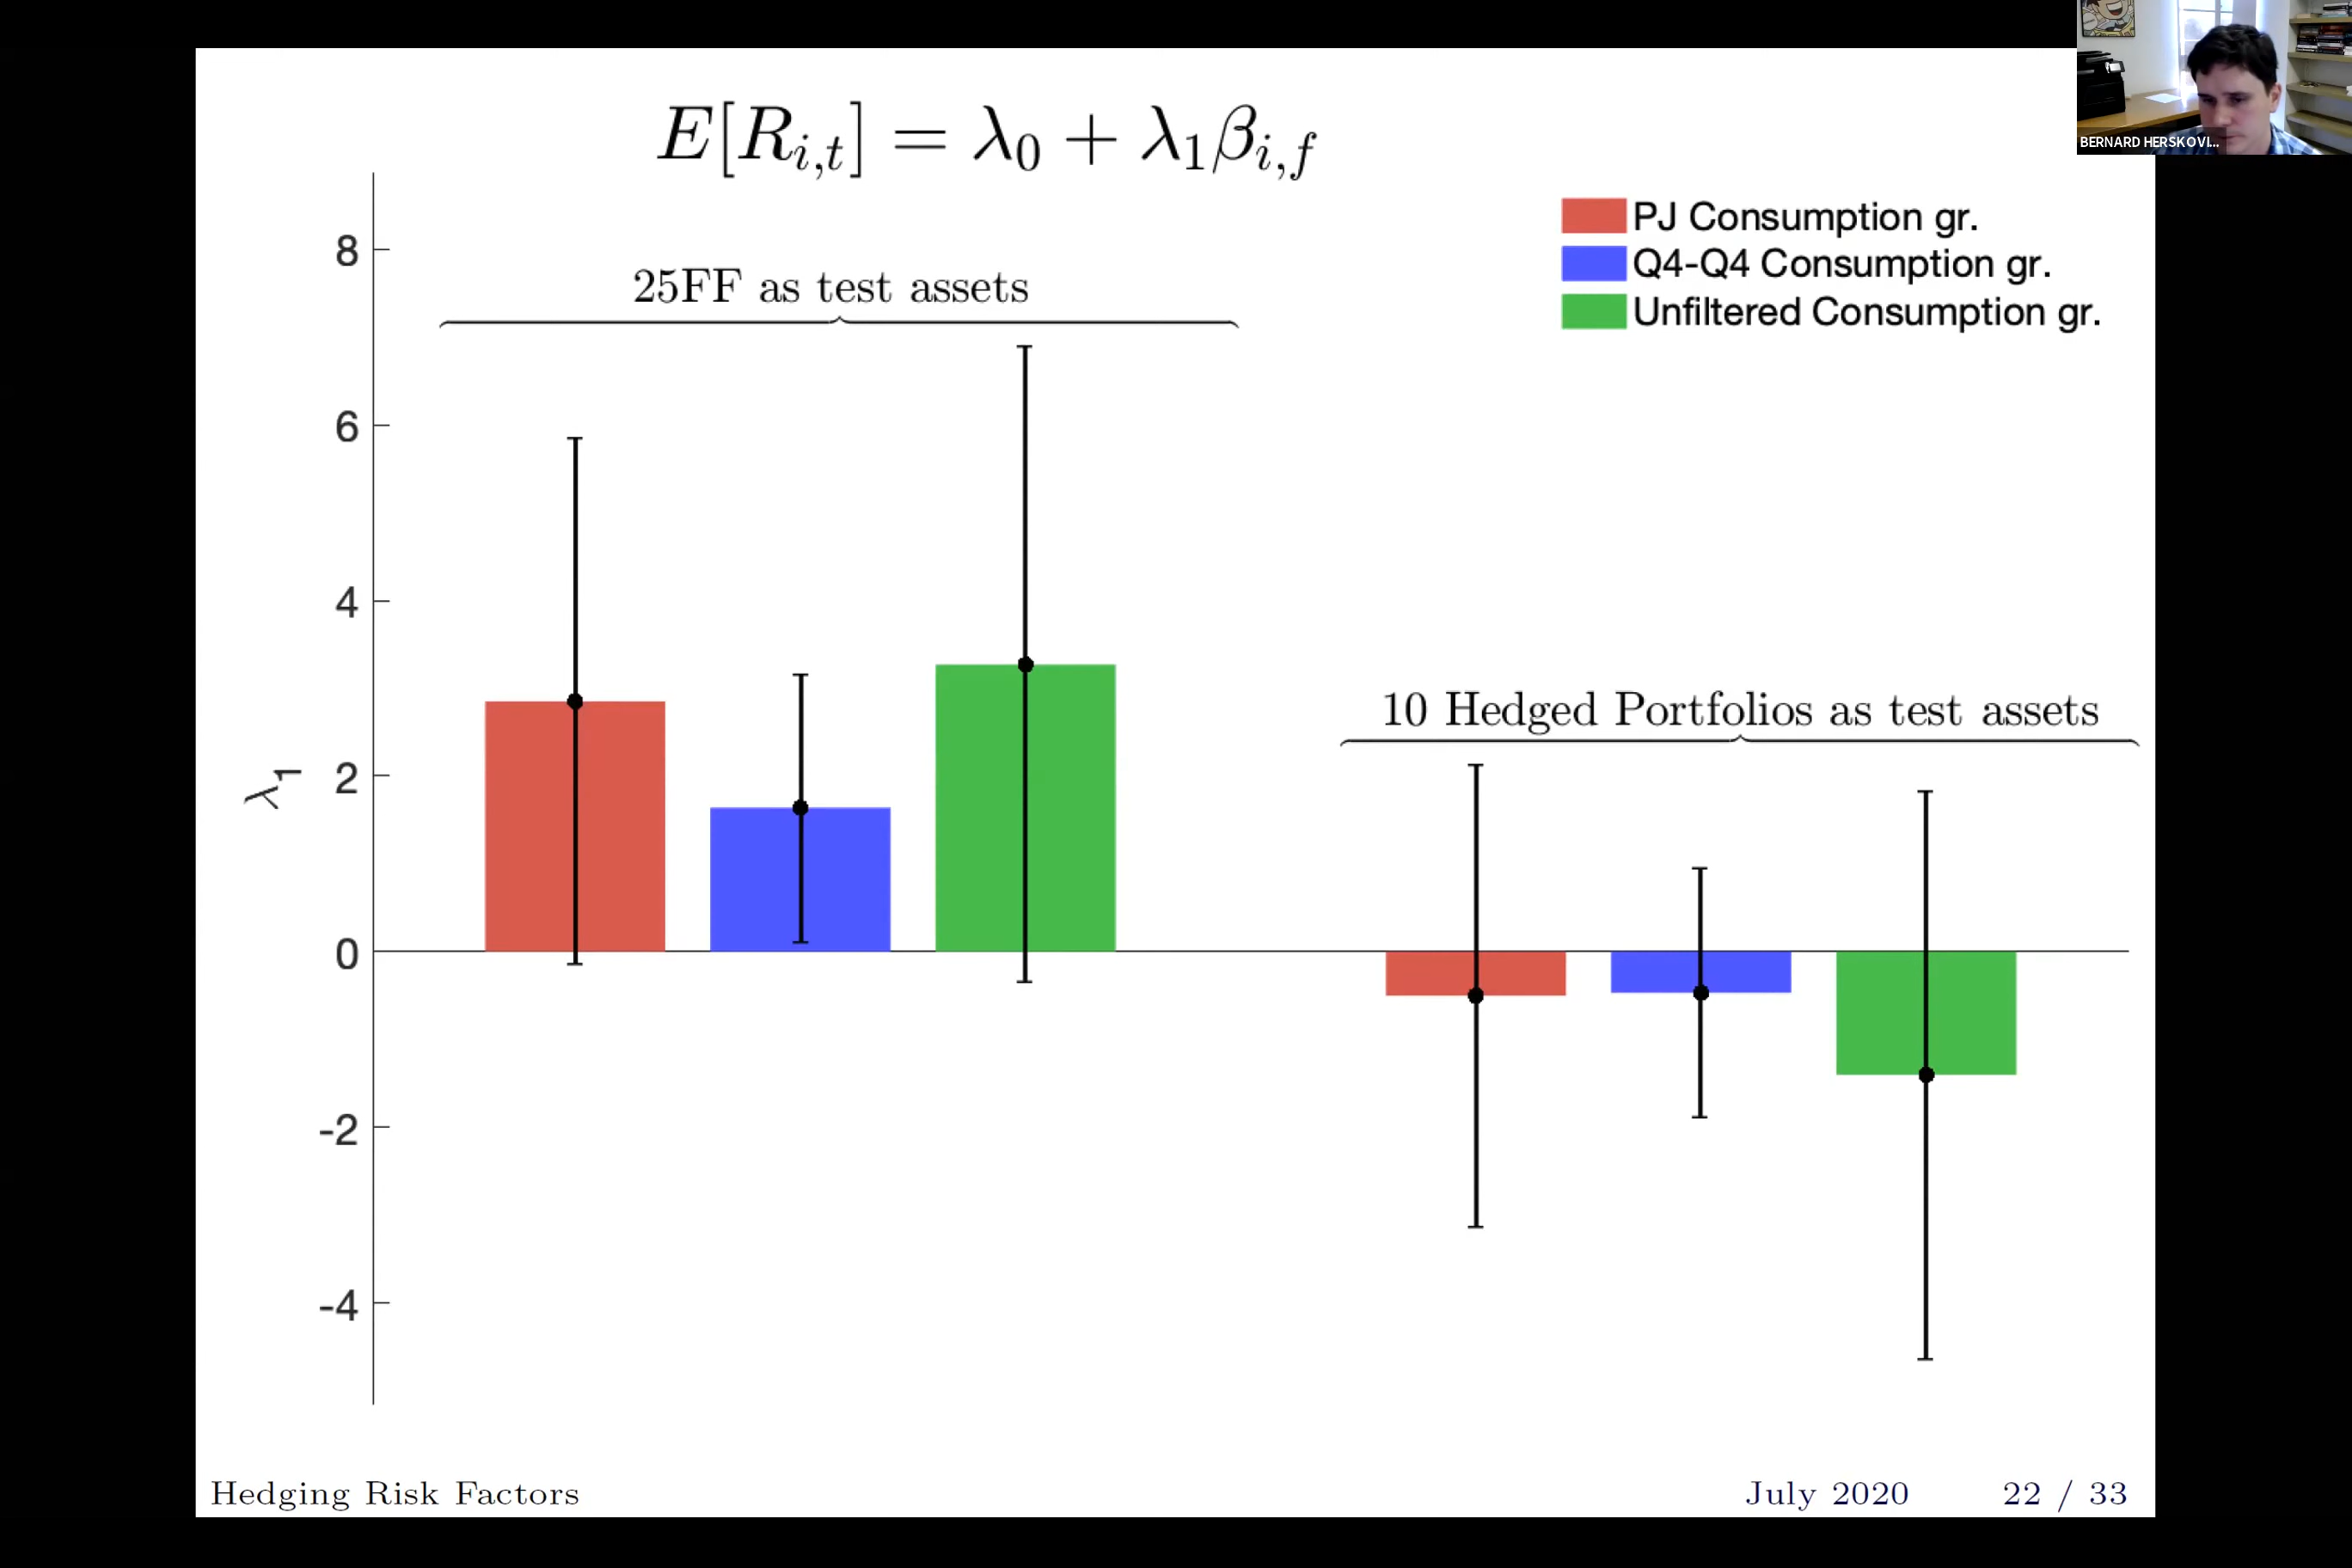 BERNARD HERSKOVI...
E[R_{i,t}] = λ_0 + λ_1β_{i,f}
PJ Consumption gr.
Q4-Q4 Consumption gr.
Unfiltered Consumption gr.
25FF as test assets
10 Hedged Portfolios as test assets
λ_1
8
6
4
2
0
-2
-4
Hedging Risk Factors
July 2020 22 / 33